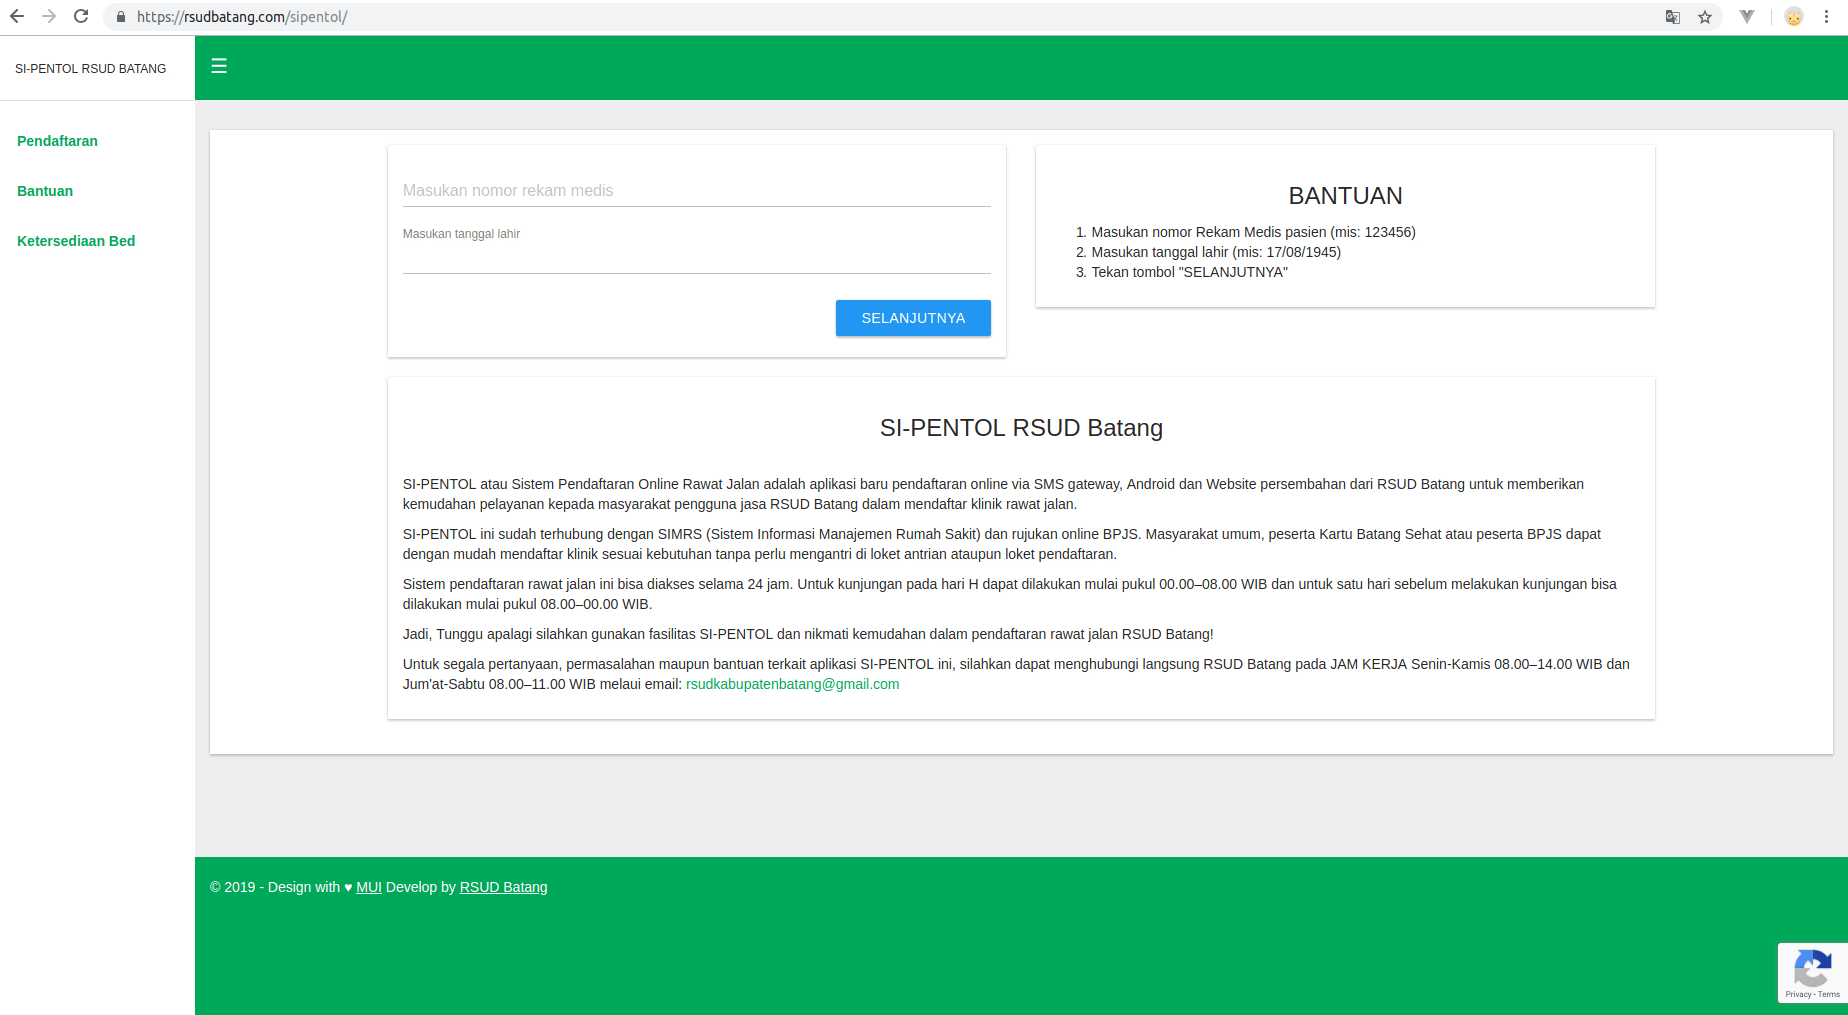 https://rsudbatang.com/sipentol/
SI-PENTOL RSUD BATANG
☰
Pendaftaran
Bantuan
Ketersediaan Bed
Masukan nomor rekam medis
Masukan tanggal lahir
SELANJUTNYA
BANTUAN
1. Masukan nomor Rekam Medis pasien (mis: 123456)
2. Masukan tanggal lahir (mis: 17/08/1945)
3. Tekan tombol "SELANJUTNYA"
SI-PENTOL RSUD Batang
SI-PENTOL atau Sistem Pendaftaran Online Rawat Jalan adalah aplikasi baru pendaftaran online via SMS gateway, Android dan Website persembahan dari RSUD Batang untuk memberikan
kemudahan pelayanan kepada masyarakat pengguna jasa RSUD Batang dalam mendaftar klinik rawat jalan.
SI-PENTOL ini sudah terhubung dengan SIMRS (Sistem Informasi Manajemen Rumah Sakit) dan rujukan online BPJS. Masyarakat umum, peserta Kartu Batang Sehat atau peserta BPJS dapat
dengan mudah mendaftar klinik sesuai kebutuhan tanpa perlu mengantri di loket antrian ataupun loket pendaftaran.
Sistem pendaftaran rawat jalan ini bisa diakses selama 24 jam. Untuk kunjungan pada hari H dapat dilakukan mulai pukul 00.00–08.00 WIB dan untuk satu hari sebelum melakukan kunjungan bisa
dilakukan mulai pukul 08.00–00.00 WIB.
Jadi, Tunggu apalagi silahkan gunakan fasilitas SI-PENTOL dan nikmati kemudahan dalam pendaftaran rawat jalan RSUD Batang!
Untuk segala pertanyaan, permasalahan maupun bantuan terkait aplikasi SI-PENTOL ini, silahkan dapat menghubungi langsung RSUD Batang pada JAM KERJA Senin-Kamis 08.00–14.00 WIB dan
Jum'at-Sabtu 08.00–11.00 WIB melaui email: rsudkabupatenbatang@gmail.com
© 2019 - Design with ♥ MUI Develop by RSUD Batang
Privacy - Terms